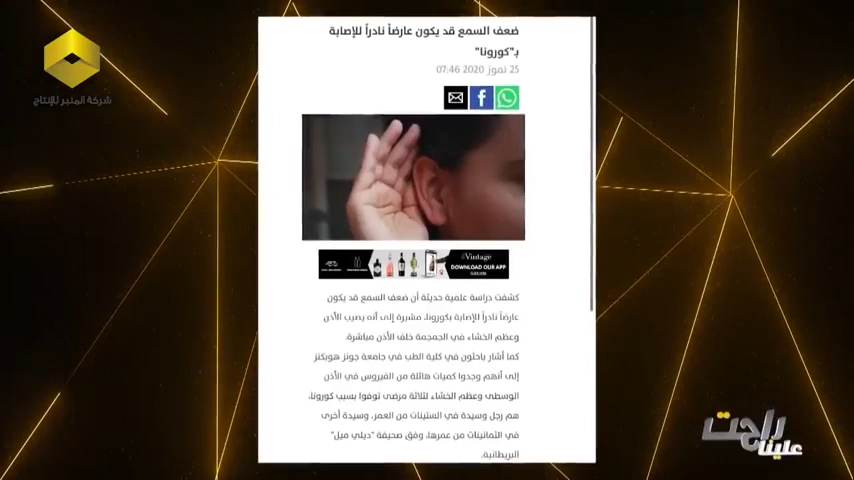 ضعف السمع قد يكون عارضاً نادراً للإصابة
بـ"كورونا"
25 تموز 2020 07:46
شركة المنبر للإنتاج
Vintage
DOWNLOAD OUR APP
كشفت دراسة علمية حديثة أن ضعف السمع قد يكون
عارضاً نادراً للإصابة بكورونا، مشيرة إلى أنه يصيب الأذن
وعظم الخشاء في الجمجمة خلف الأذن مباشرة.
كما أشار باحثون في كلية الطب في جامعة جونز هوبكنز
إلى أنهم وجدوا كميات هائلة من الفيروس في الأذن
الوسطى وعظم الخشاء لثلاثة مرضى توفوا بسبب كورونا،
هم رجل وسيدة في الستينات من العمر، وسيدة أخرى
في الثمانينات من عمرها، وفق صحيفة "ديلي ميل"
البريطانية.
راحت
علينا